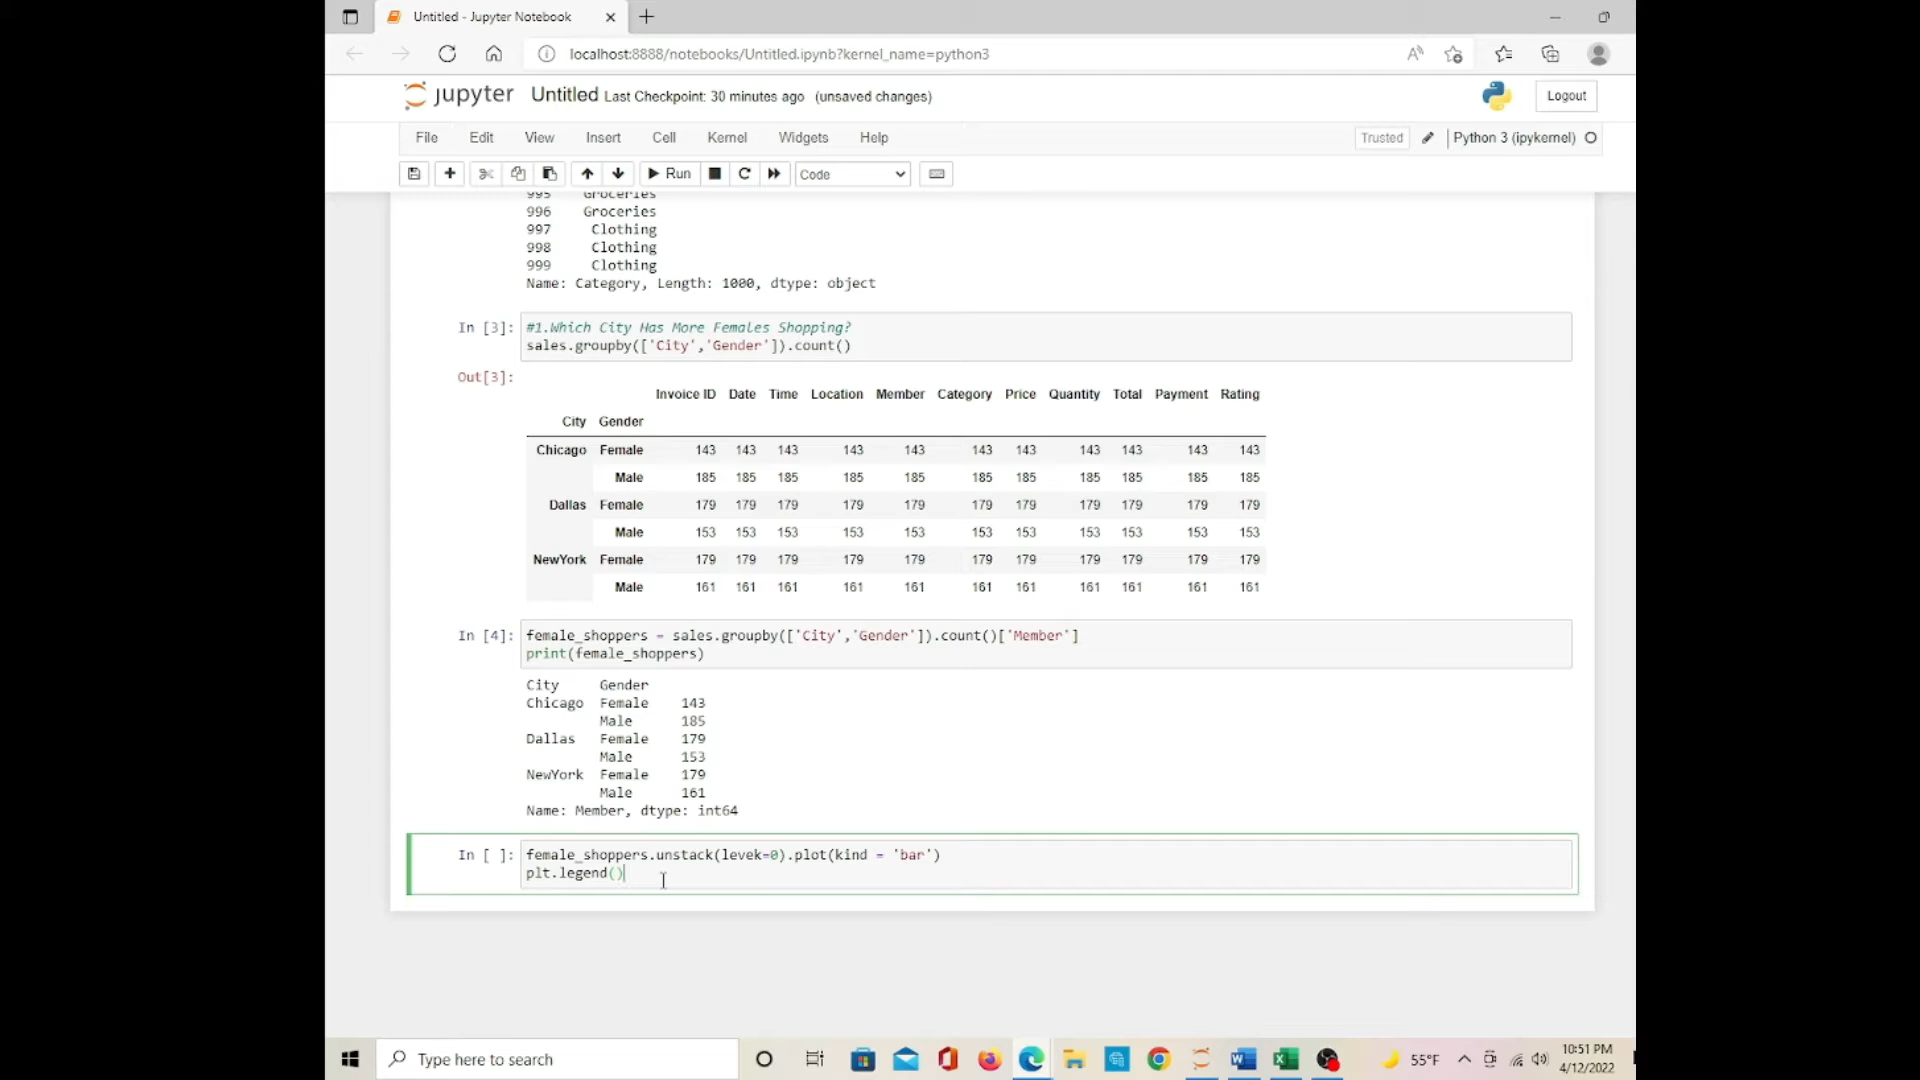 Untitled - Jupyter Notebook
localhost:8888/notebooks/Untitled.ipynb?kernel_name=python3
jupyter Untitled Last Checkpoint: 30 minutes ago (unsaved changes)
Logout
File Edit View Insert Cell Kernel Widgets Help
Trusted
Python 3 (ipykernel)
Run
Code
995 Groceries
996 Groceries
997 Clothing
998 Clothing
999 Clothing
Name: Category, Length: 1000, dtype: object
In [3]:
#1.Which City Has More Females Shopping?
sales.groupby(['City','Gender']).count()
Out[3]:
Invoice ID Date Time Location Member Category Price Quantity Total Payment Rating
City Gender
Chicago Female 143 143 143 143 143 143 143 143 143 143 143
Male 185 185 185 185 185 185 185 185 185 185 185
Dallas Female 179 179 179 179 179 179 179 179 179 179 179
Male 153 153 153 153 153 153 153 153 153 153 153
NewYork Female 179 179 179 179 179 179 179 179 179 179 179
Male 161 161 161 161 161 161 161 161 161 161 161
In [4]:
female_shoppers = sales.groupby(['City','Gender']).count()['Member']
print(female_shoppers)
City Gender
Chicago Female 143
Male 185
Dallas Female 179
Male 153
NewYork Female 179
Male 161
Name: Member, dtype: int64
In [ ]:
female_shoppers.unstack(levek=0).plot(kind = 'bar')
plt.legend()
Type here to search
55°F
10:51 PM
4/12/2022